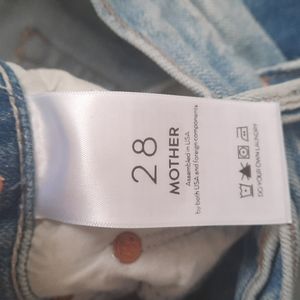 28
MOTHER
Assembled in USA
by both USA and foreign components
DO YOUR OWN LAUNDRY